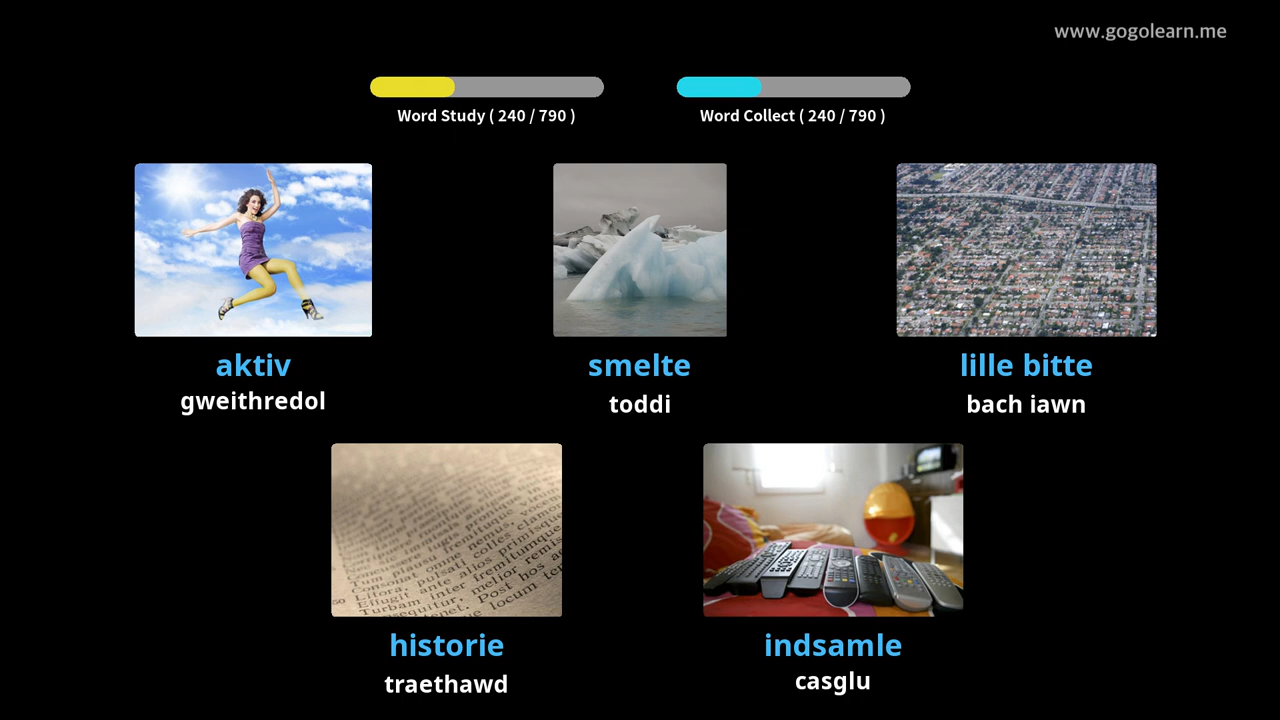 www.gogolearn.me
Word Study ( 240 / 790 )
Word Collect ( 240 / 790 )
aktiv
gweithredol
smelte
toddi
lille bitte
bach iawn
historie
traethawd
indsamle
casglu